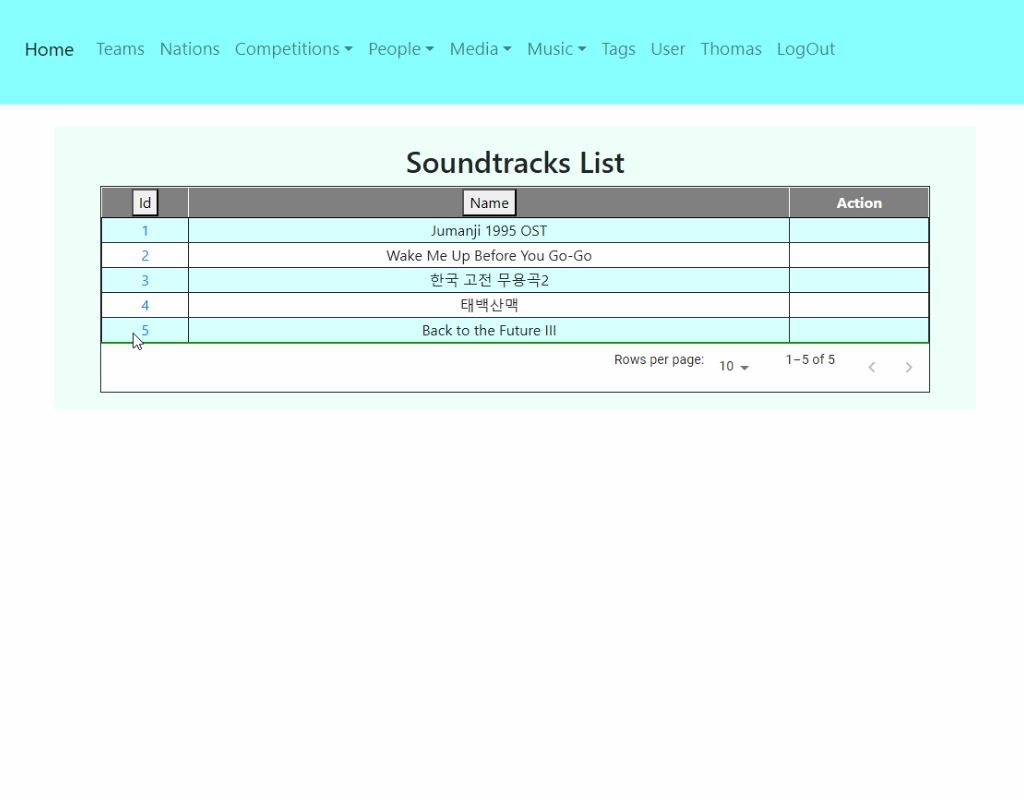 Home Teams Nations Competitions People Media Music Tags User Thomas LogOut
Soundtracks List
Id Name Action
1 Jumanji 1995 OST
2 Wake Me Up Before You Go-Go
3 한국 고전 무용곡2
4 태백산맥
5 Back to the Future III
Rows per page: 10 1–5 of 5